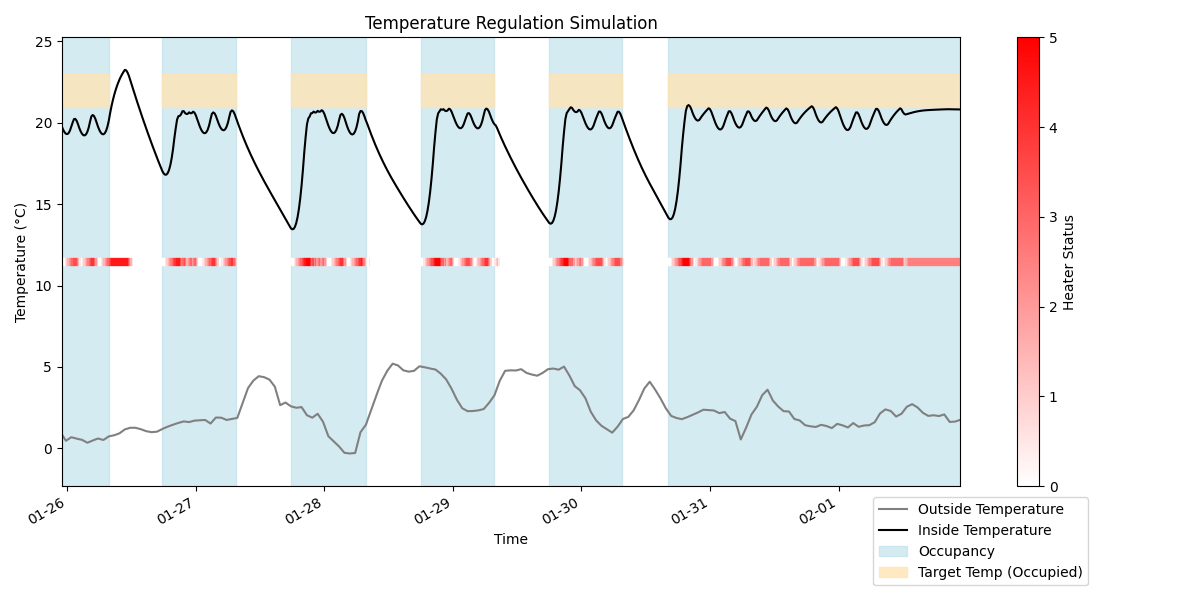 Temperature Regulation Simulation
25
20
15
10
5
0
Temperature (°C)
01-26
01-27
01-28
01-29
01-30
01-31
02-01
Time
5
4
3
2
1
0
Heater Status
Outside Temperature
Inside Temperature
Occupancy
Target Temp (Occupied)